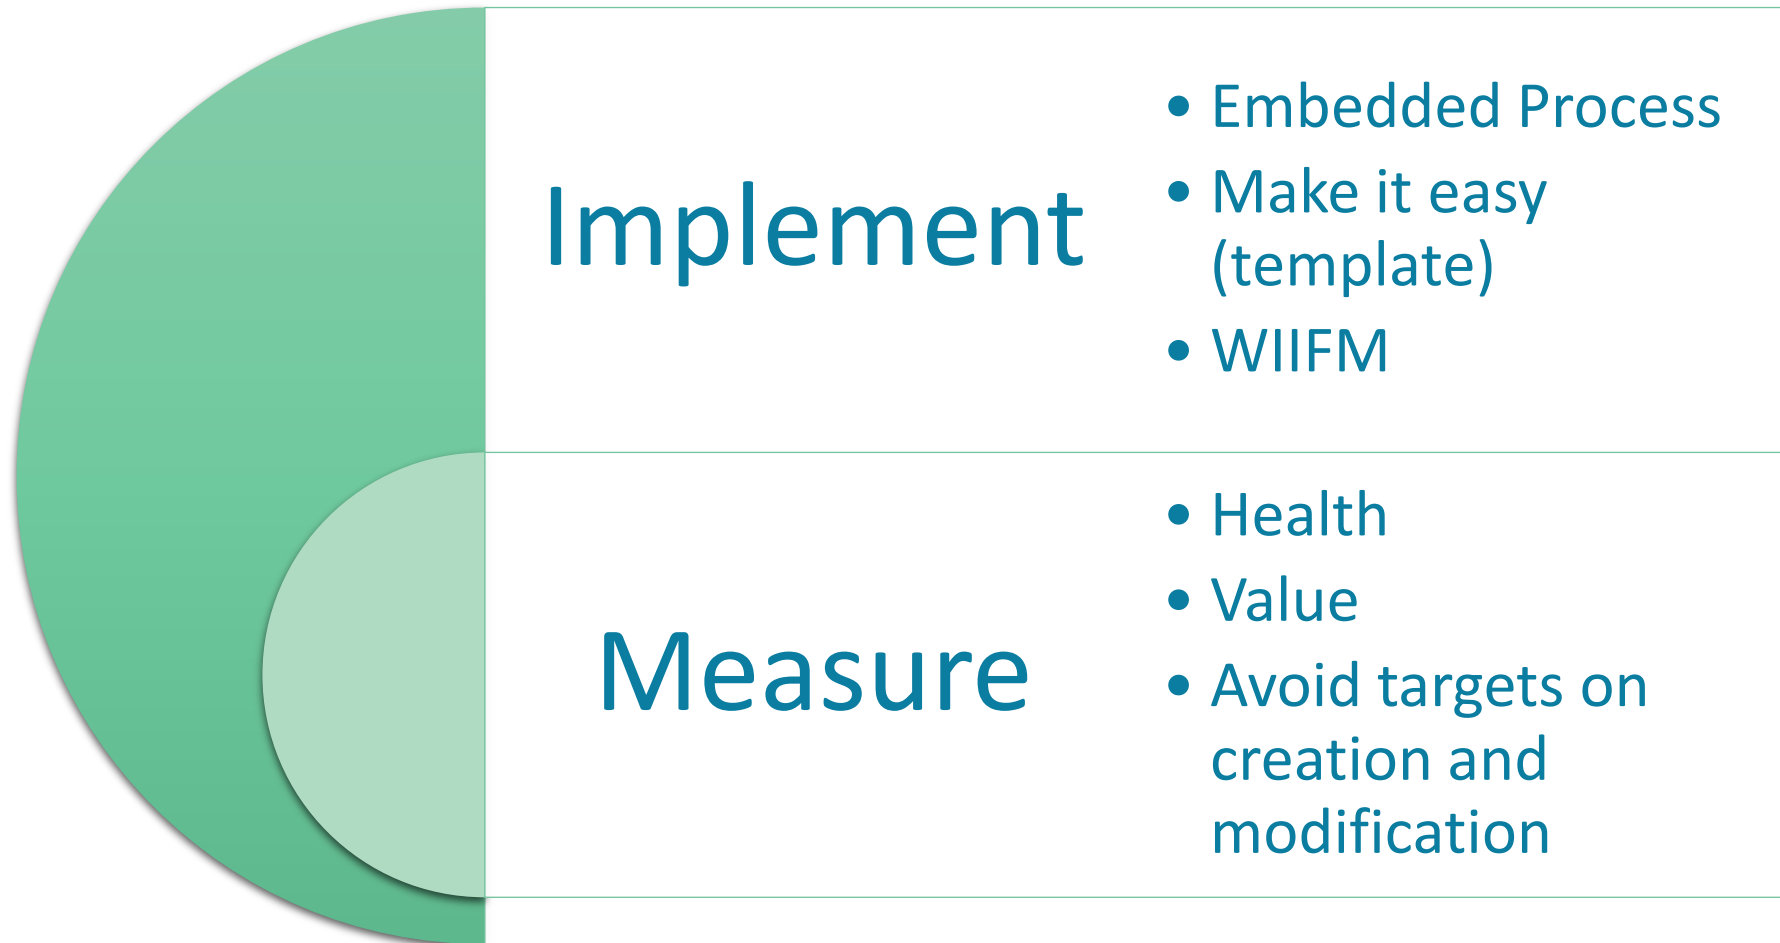 Implement
• Embedded Process
• Make it easy
(template)
• WIIFM
Measure
• Health
• Value
• Avoid targets on
creation and
modification